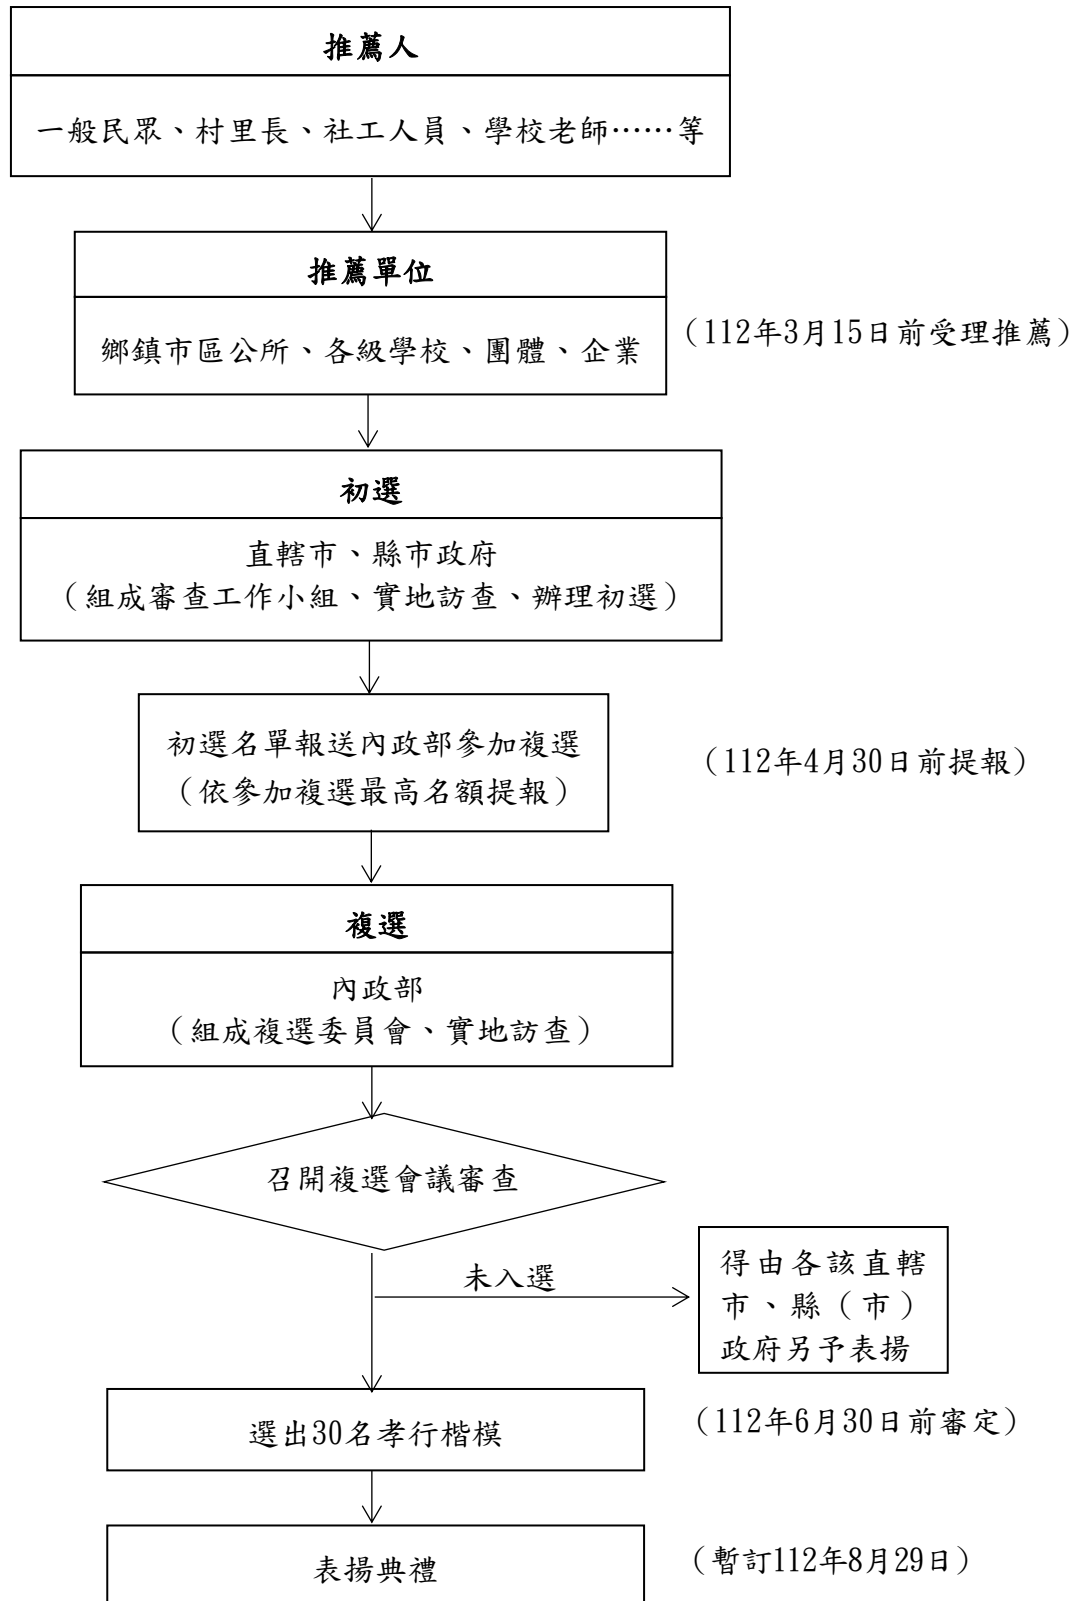 推薦人
一般民眾、村里長、社工人員、學校老師……等
推薦單位
鄉鎮市區公所、各級學校、團體、企業
（112年3月15日前受理推薦）
初選
直轄市、縣市政府
（組成審查工作小組、實地訪查、辦理初選）
初選名單報送內政部參加複選
（依參加複選最高名額提報）
（112年4月30日前提報）
複選
內政部
（組成複選委員會、實地訪查）
召開複選會議審查
未入選
得由各該直轄
市、縣（市）
政府另予表揚
選出30名孝行楷模
（112年6月30日前審定）
表揚典禮
（暫訂112年8月29日）